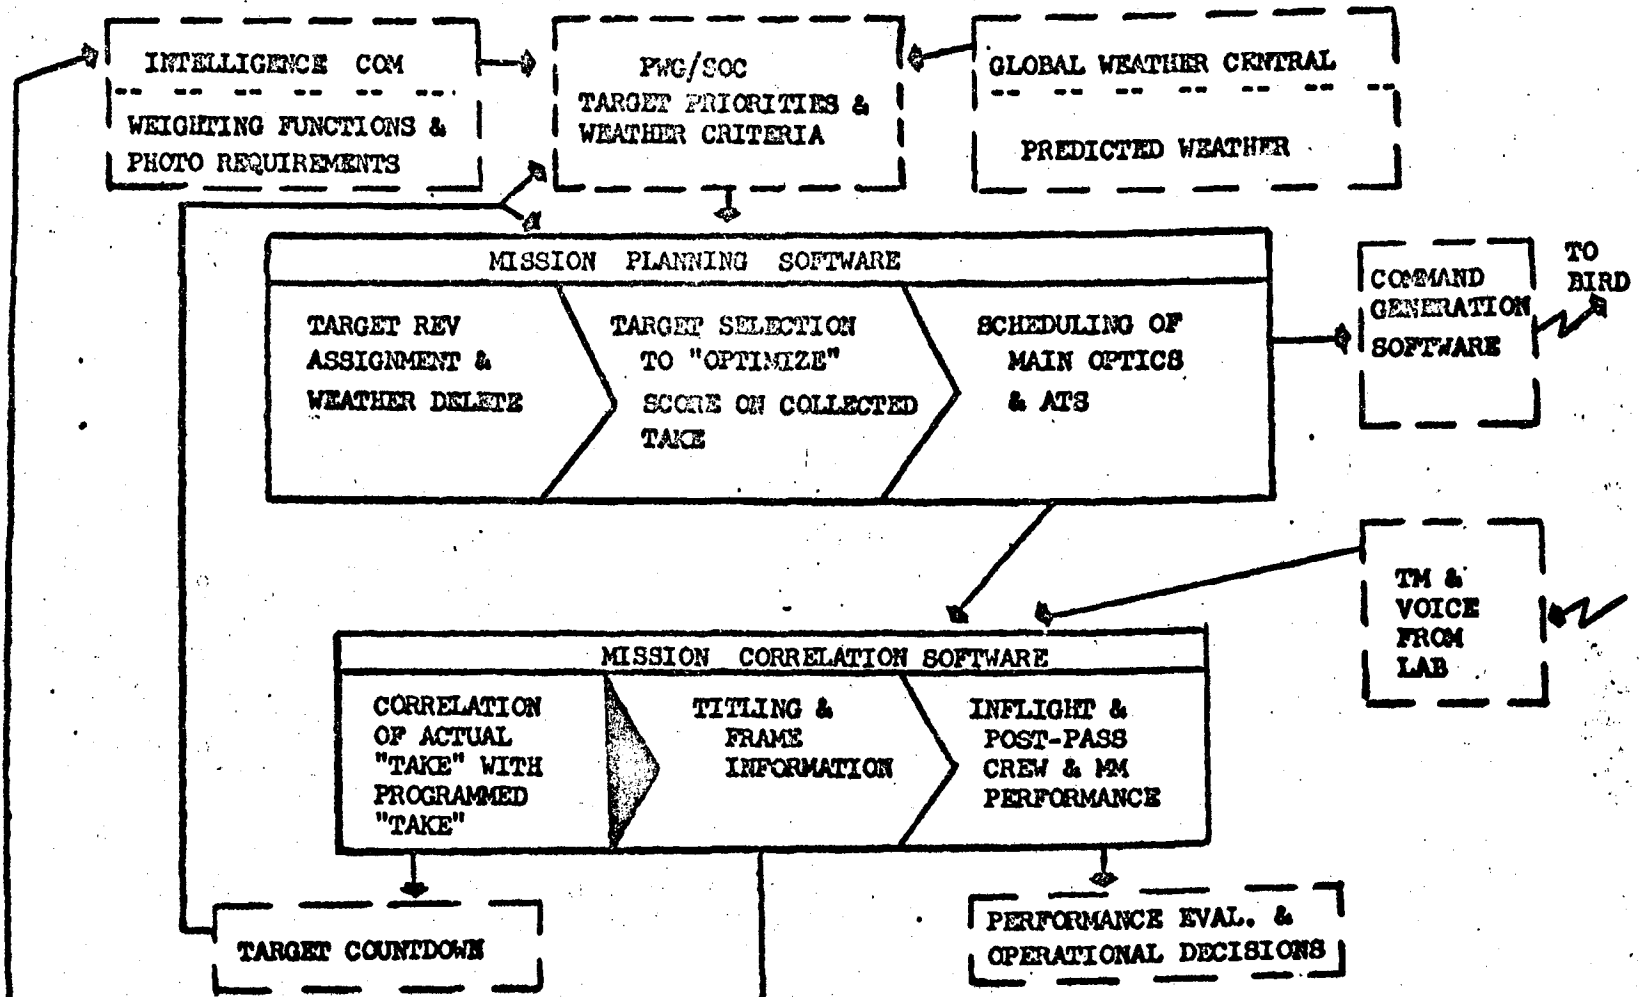 INTELLIGENCE COM
WEIGHTING FUNCTIONS &
PHOTO REQUIREMENTS
PWG/SOC
TARGET PRIORITIES &
WEATHER CRITERIA
GLOBAL WEATHER CENTRAL
PREDICTED WEATHER
MISSION PLANNING SOFTWARE
TARGET REV
ASSIGNMENT &
WEATHER DELETE
TARGET SELECTION
TO "OPTIMIZE"
SCORE ON COLLECTED
TAKE
SCHEDULING OF
MAIN OPTICS
& ATS
COMMAND
GENERATION
SOFTWARE
TO
BIRD
TM &
VOICE
FROM
LAB
MISSION CORRELATION SOFTWARE
CORRELATION
OF ACTUAL
"TAKE" WITH
PROGRAMMED
"TAKE"
TITLING &
FRAME
INFORMATION
INFLIGHT &
POST-PASS
CREW & MM
PERFORMANCE
TARGET COUNTDOWN
PERFORMANCE EVAL. &
OPERATIONAL DECISIONS